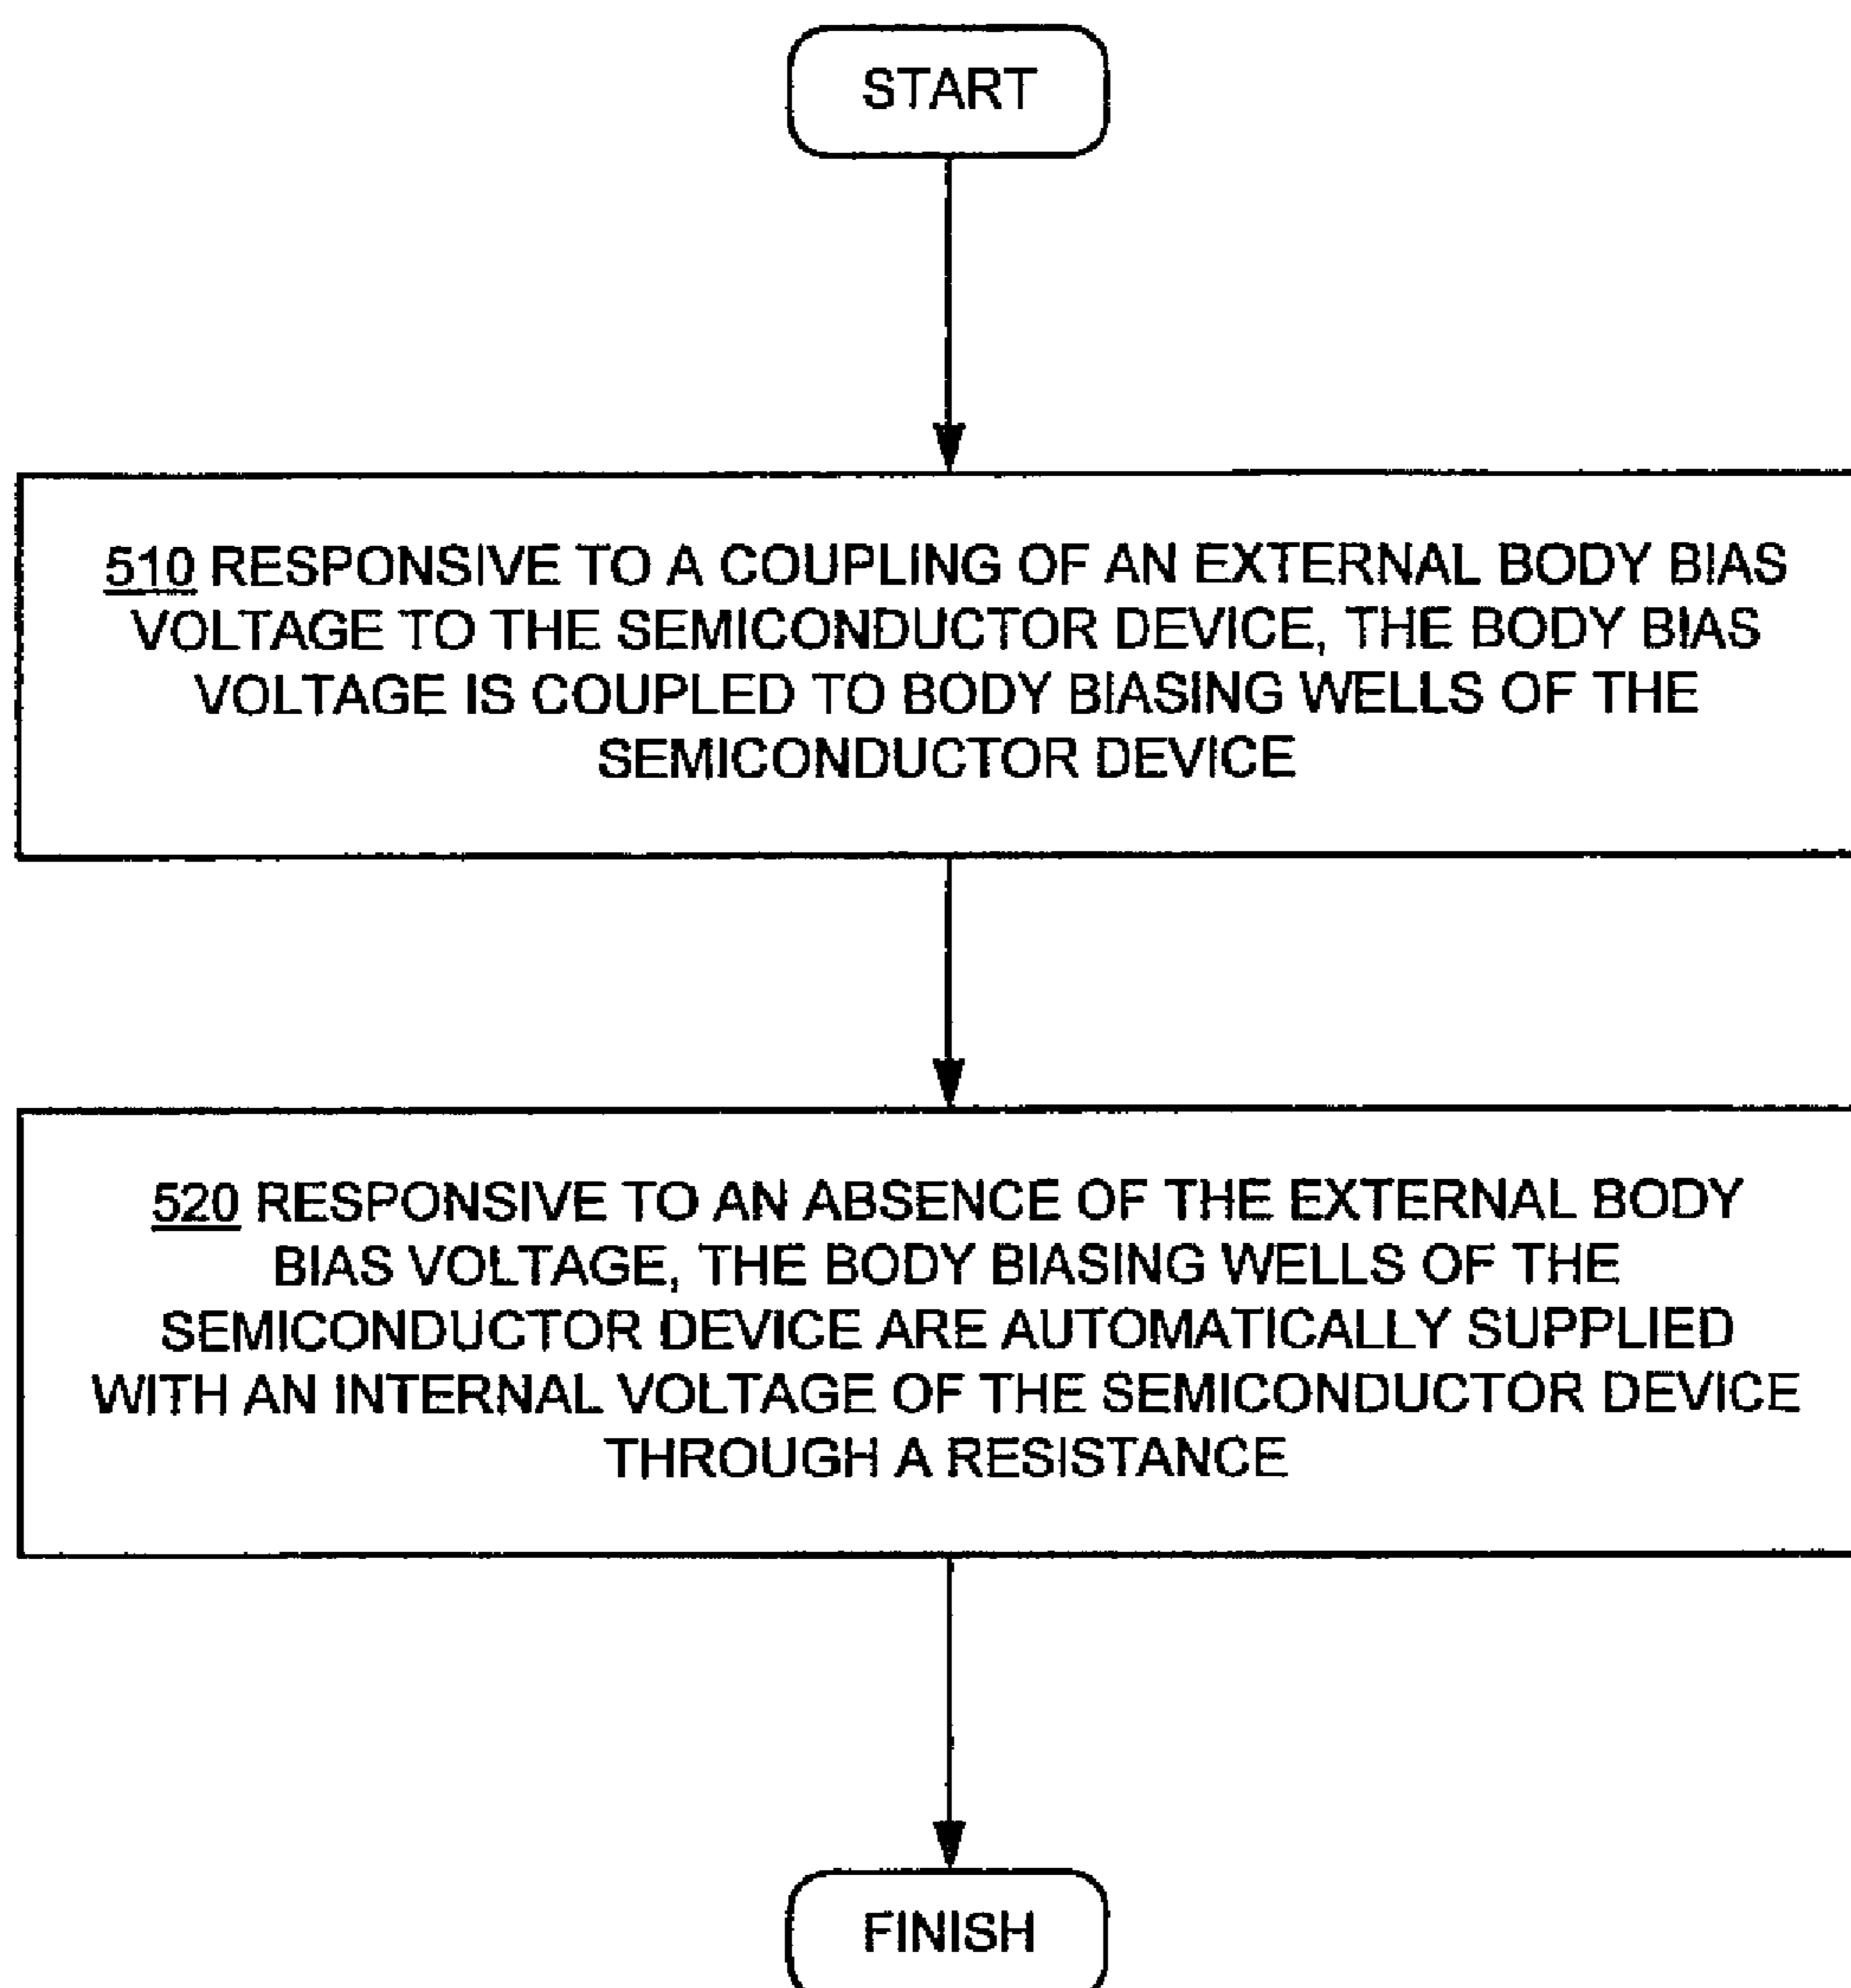 START
510 RESPONSIVE TO A COUPLING OF AN EXTERNAL BODY BIAS
VOLTAGE TO THE SEMICONDUCTOR DEVICE, THE BODY BIAS
VOLTAGE IS COUPLED TO BODY BIASING WELLS OF THE
SEMICONDUCTOR DEVICE
520 RESPONSIVE TO AN ABSENCE OF THE EXTERNAL BODY
BIAS VOLTAGE, THE BODY BIASING WELLS OF THE
SEMICONDUCTOR DEVICE ARE AUTOMATICALLY SUPPLIED
WITH AN INTERNAL VOLTAGE OF THE SEMICONDUCTOR DEVICE
THROUGH A RESISTANCE
FINISH